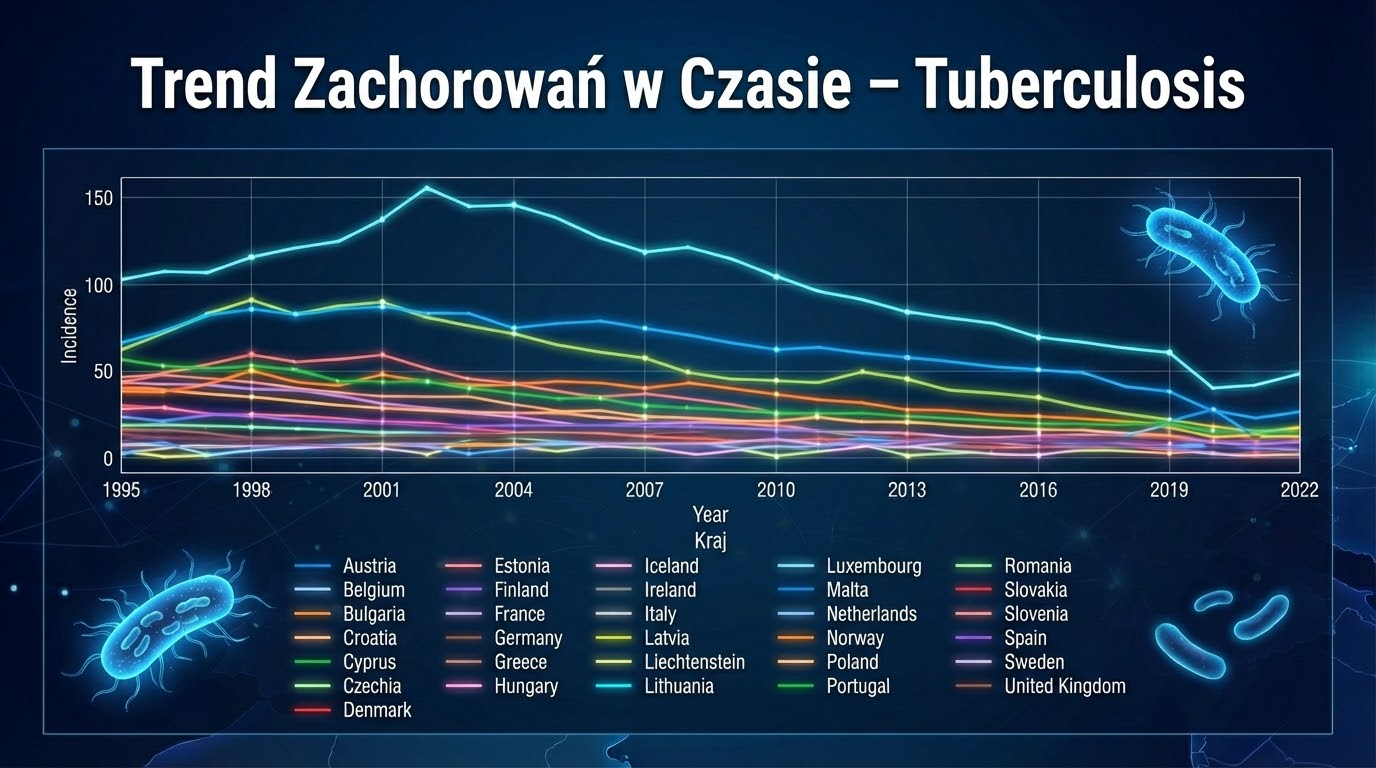 Trend Zachorowań w Czasie – Tuberculosis
150
100
50
0
Incidence
1995 1998 2001 2004 2007 2010 2013 2016 2019 2022
Year
Kraj
Austria Estonia Iceland Luxembourg Romania
Belgium Finland Ireland Malta Slovakia
Bulgaria France Italy Netherlands Slovenia
Croatia Germany Latvia Norway Spain
Cyprus Greece Liechtenstein Poland Sweden
Czechia Hungary Lithuania Portugal United Kingdom
Denmark